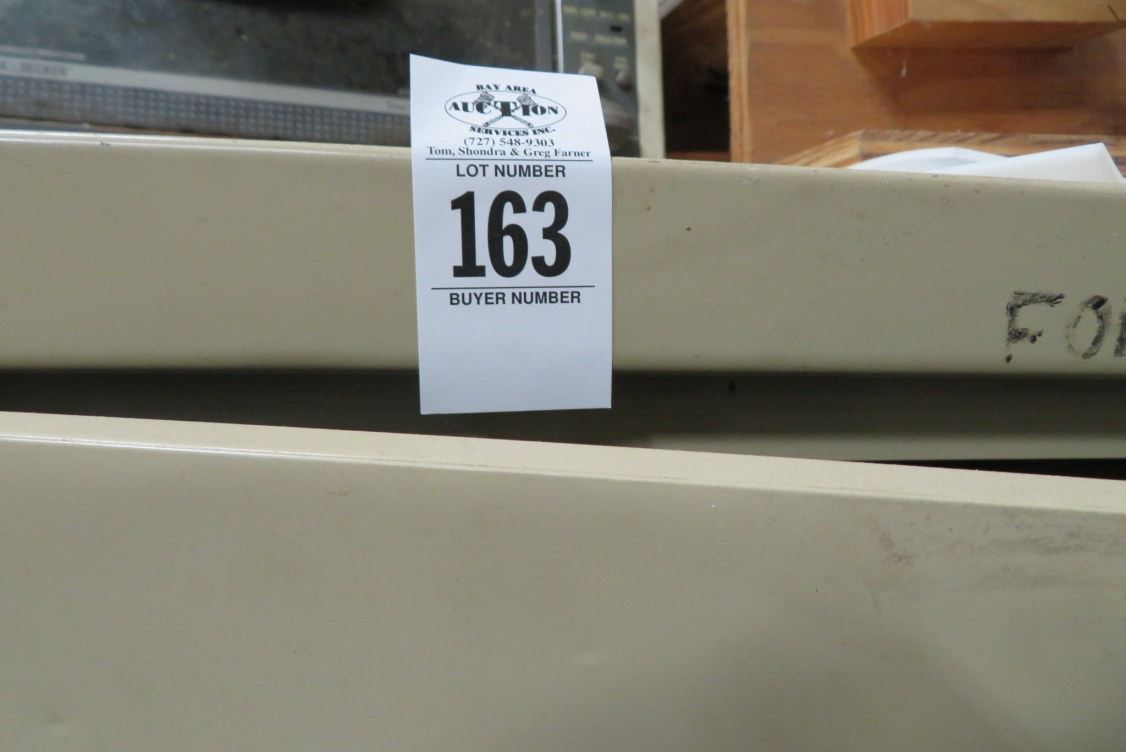 BAY AREA
AUCTION
SERVICES INC.
(727) 548-9303
Tom, Shondra & Greg Farner
LOT NUMBER
163
BUYER NUMBER